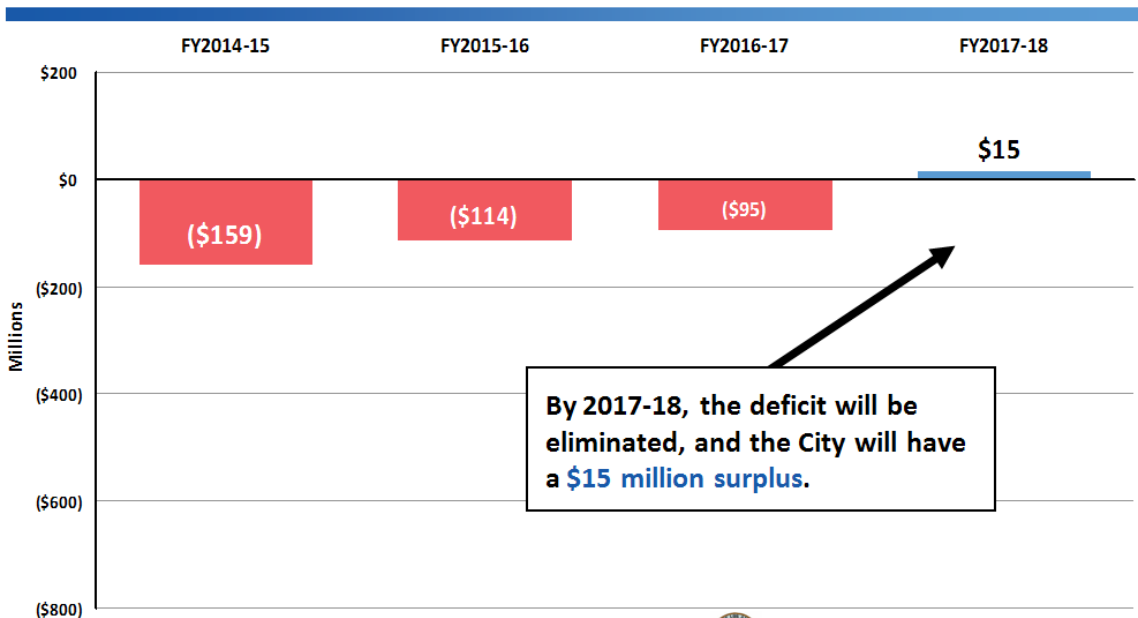 FY2014-15 FY2015-16 FY2016-17 FY2017-18
$200
$15
$0
($159) ($114) ($95)
($200)
Millions
($400)
By 2017-18, the deficit will be
eliminated, and the City will have
a $15 million surplus.
($600)
($800)